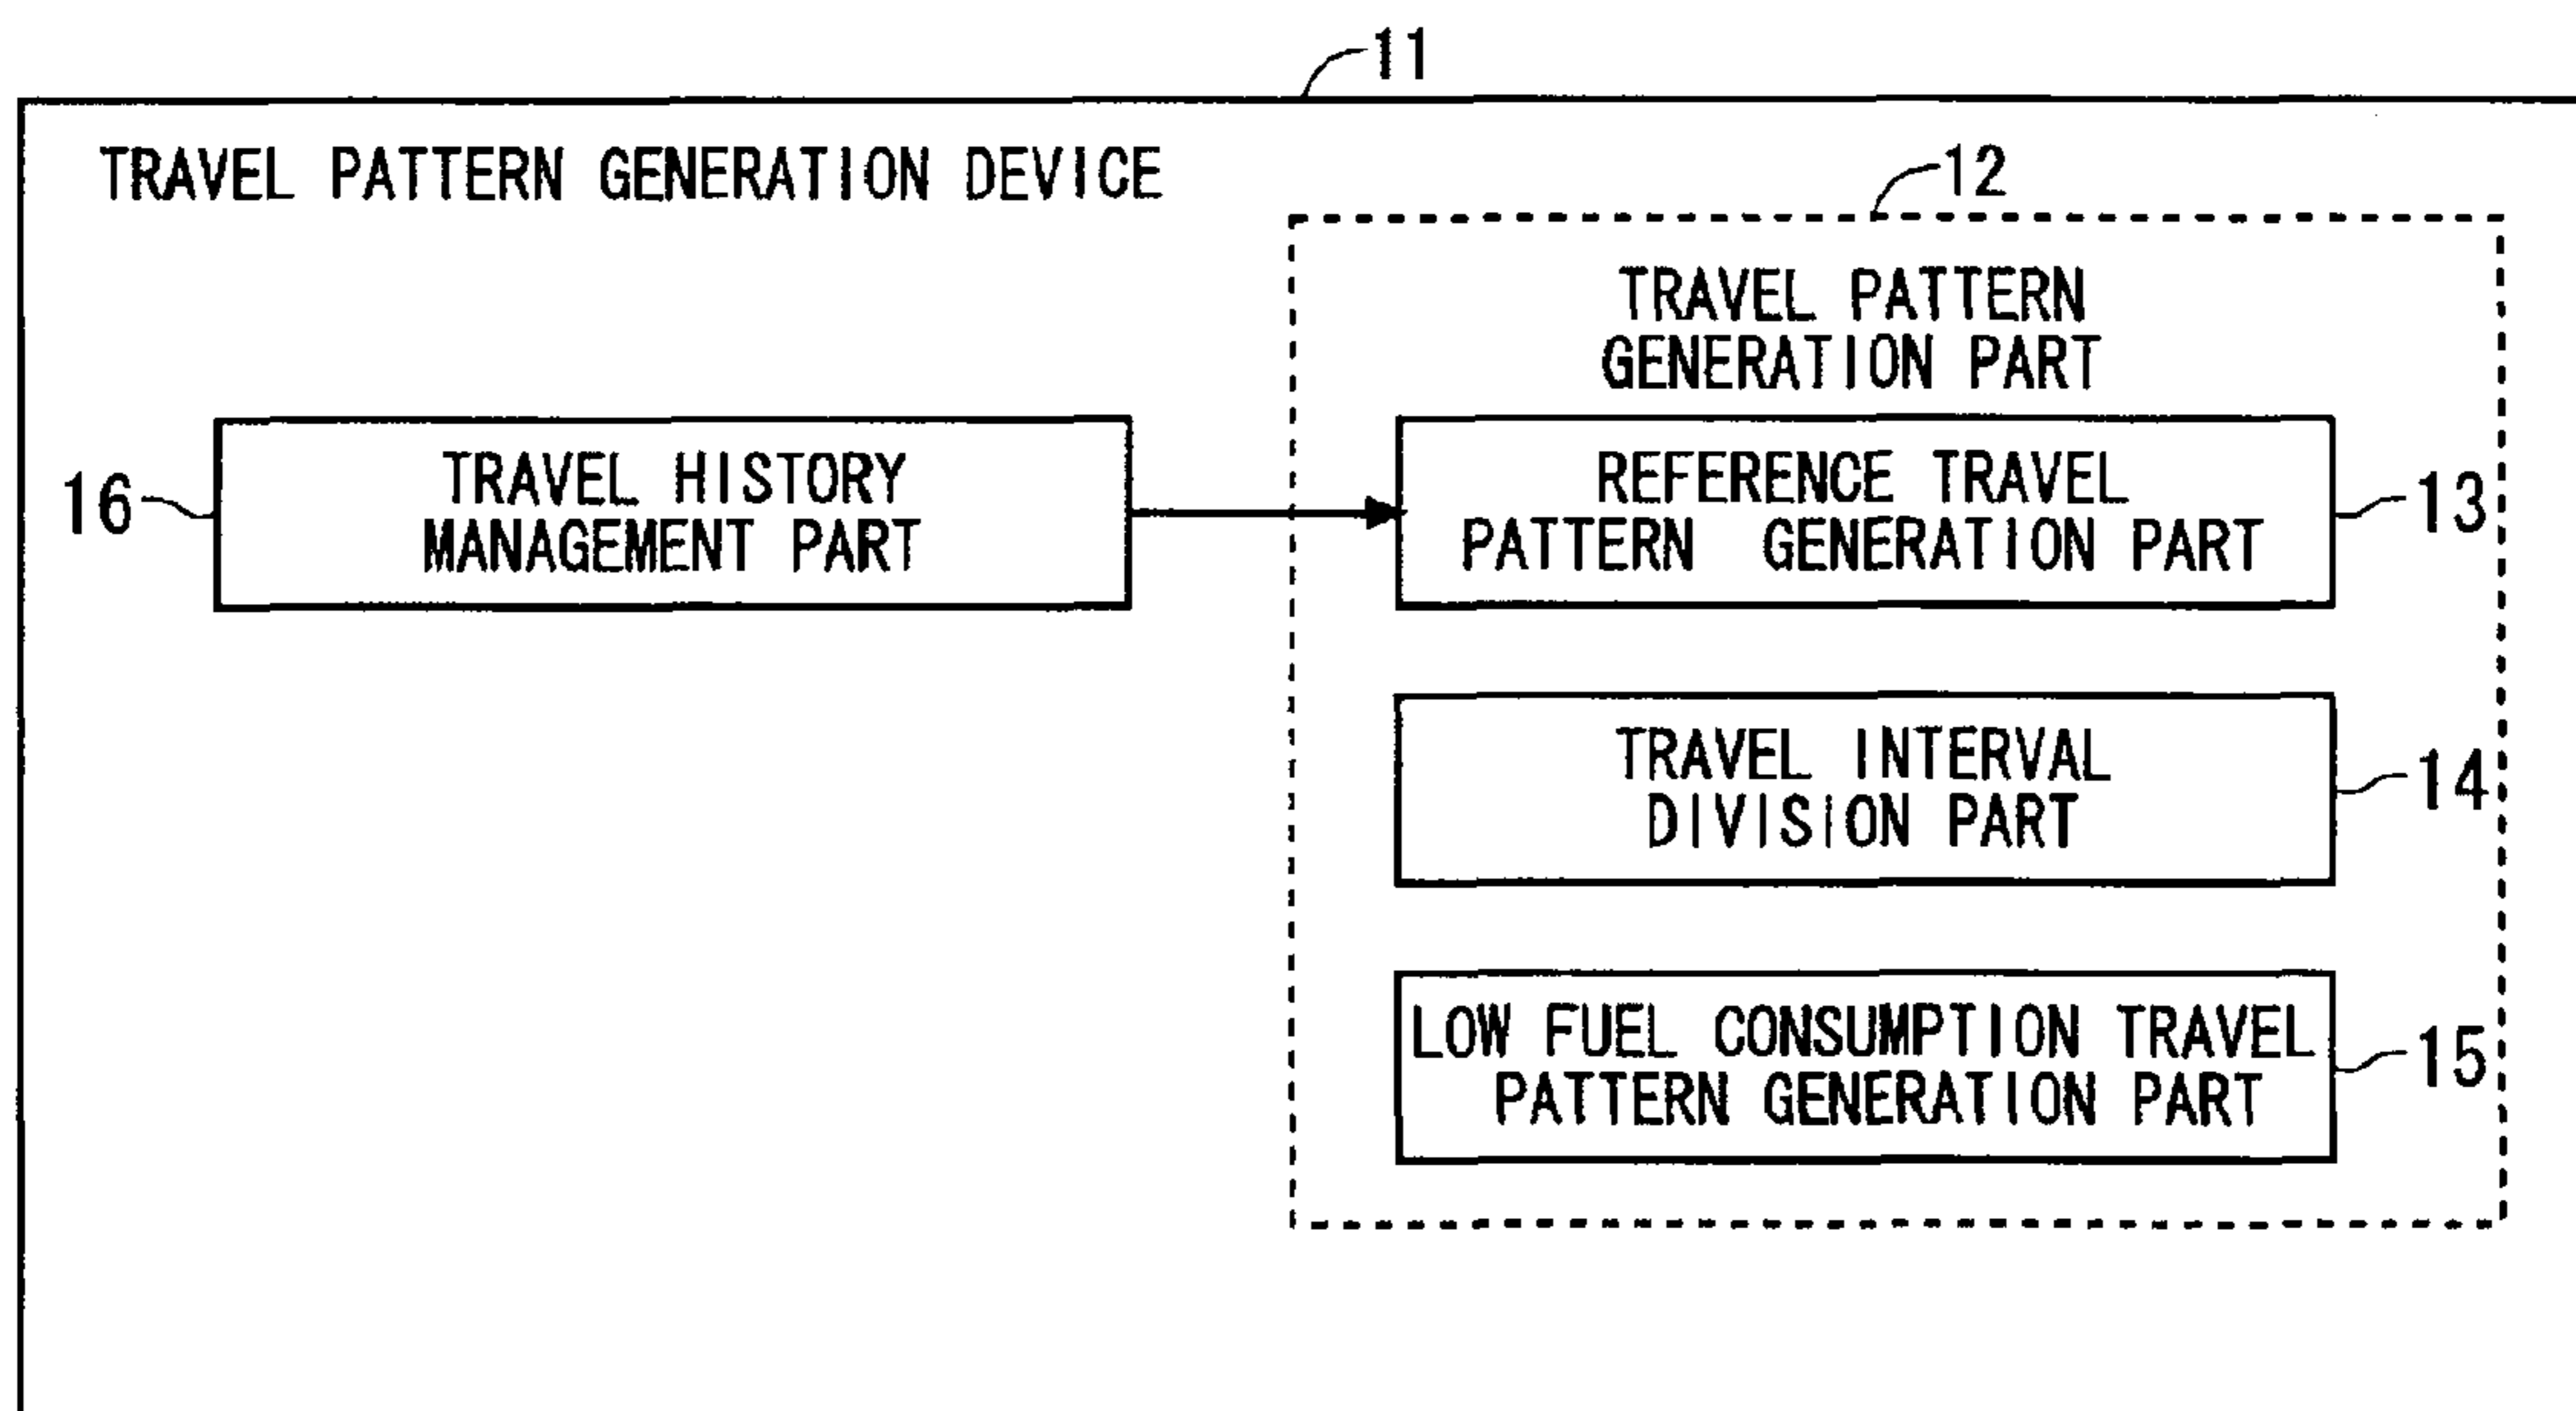 11
TRAVEL PATTERN GENERATION DEVICE
12
TRAVEL PATTERN
GENERATION PART
16
TRAVEL HISTORY
MANAGEMENT PART
REFERENCE TRAVEL
PATTERN GENERATION PART
13
TRAVEL INTERVAL
DIVISION PART
14
LOW FUEL CONSUMPTION TRAVEL
PATTERN GENERATION PART
15